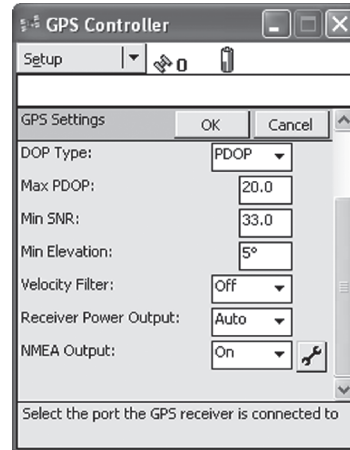 GPS Controller
Setup 0
GPS Settings OK Cancel
DOP Type: PDOP
Max PDOP: 20.0
Min SNR: 33.0
Min Elevation: 5°
Velocity Filter: Off
Receiver Power Output: Auto
NMEA Output: On
Select the port the GPS receiver is connected to